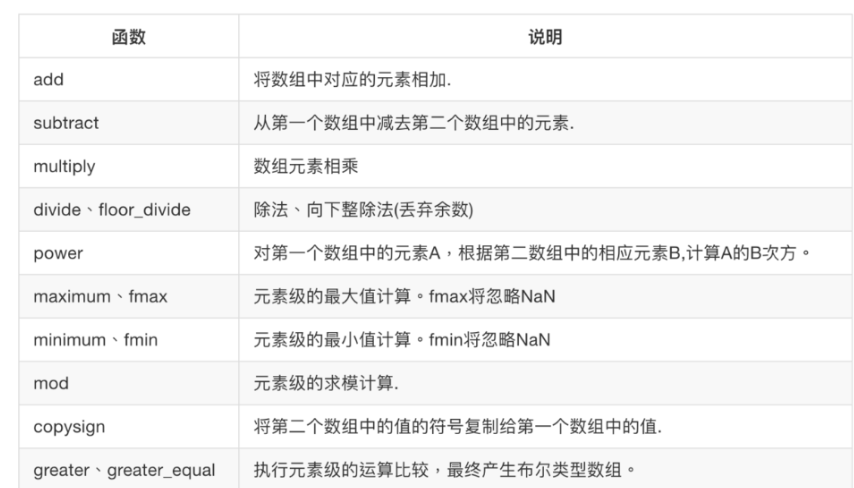 函数 说明
add 将数组中对应的元素相加.
subtract 从第一个数组中减去第二个数组中的元素.
multiply 数组元素相乘
divide、floor_divide 除法、向下整除法(丢弃余数)
power 对第一个数组中的元素A，根据第二数组中的相应元素B,计算A的B次方。
maximum、fmax 元素级的最大值计算。fmax将忽略NaN
minimum、fmin 元素级的最小值计算。fmin将忽略NaN
mod 元素级的求模计算.
copysign 将第二个数组中的值的符号复制给第一个数组中的值.
greater、greater_equal 执行元素级的运算比较，最终产生布尔类型数组。